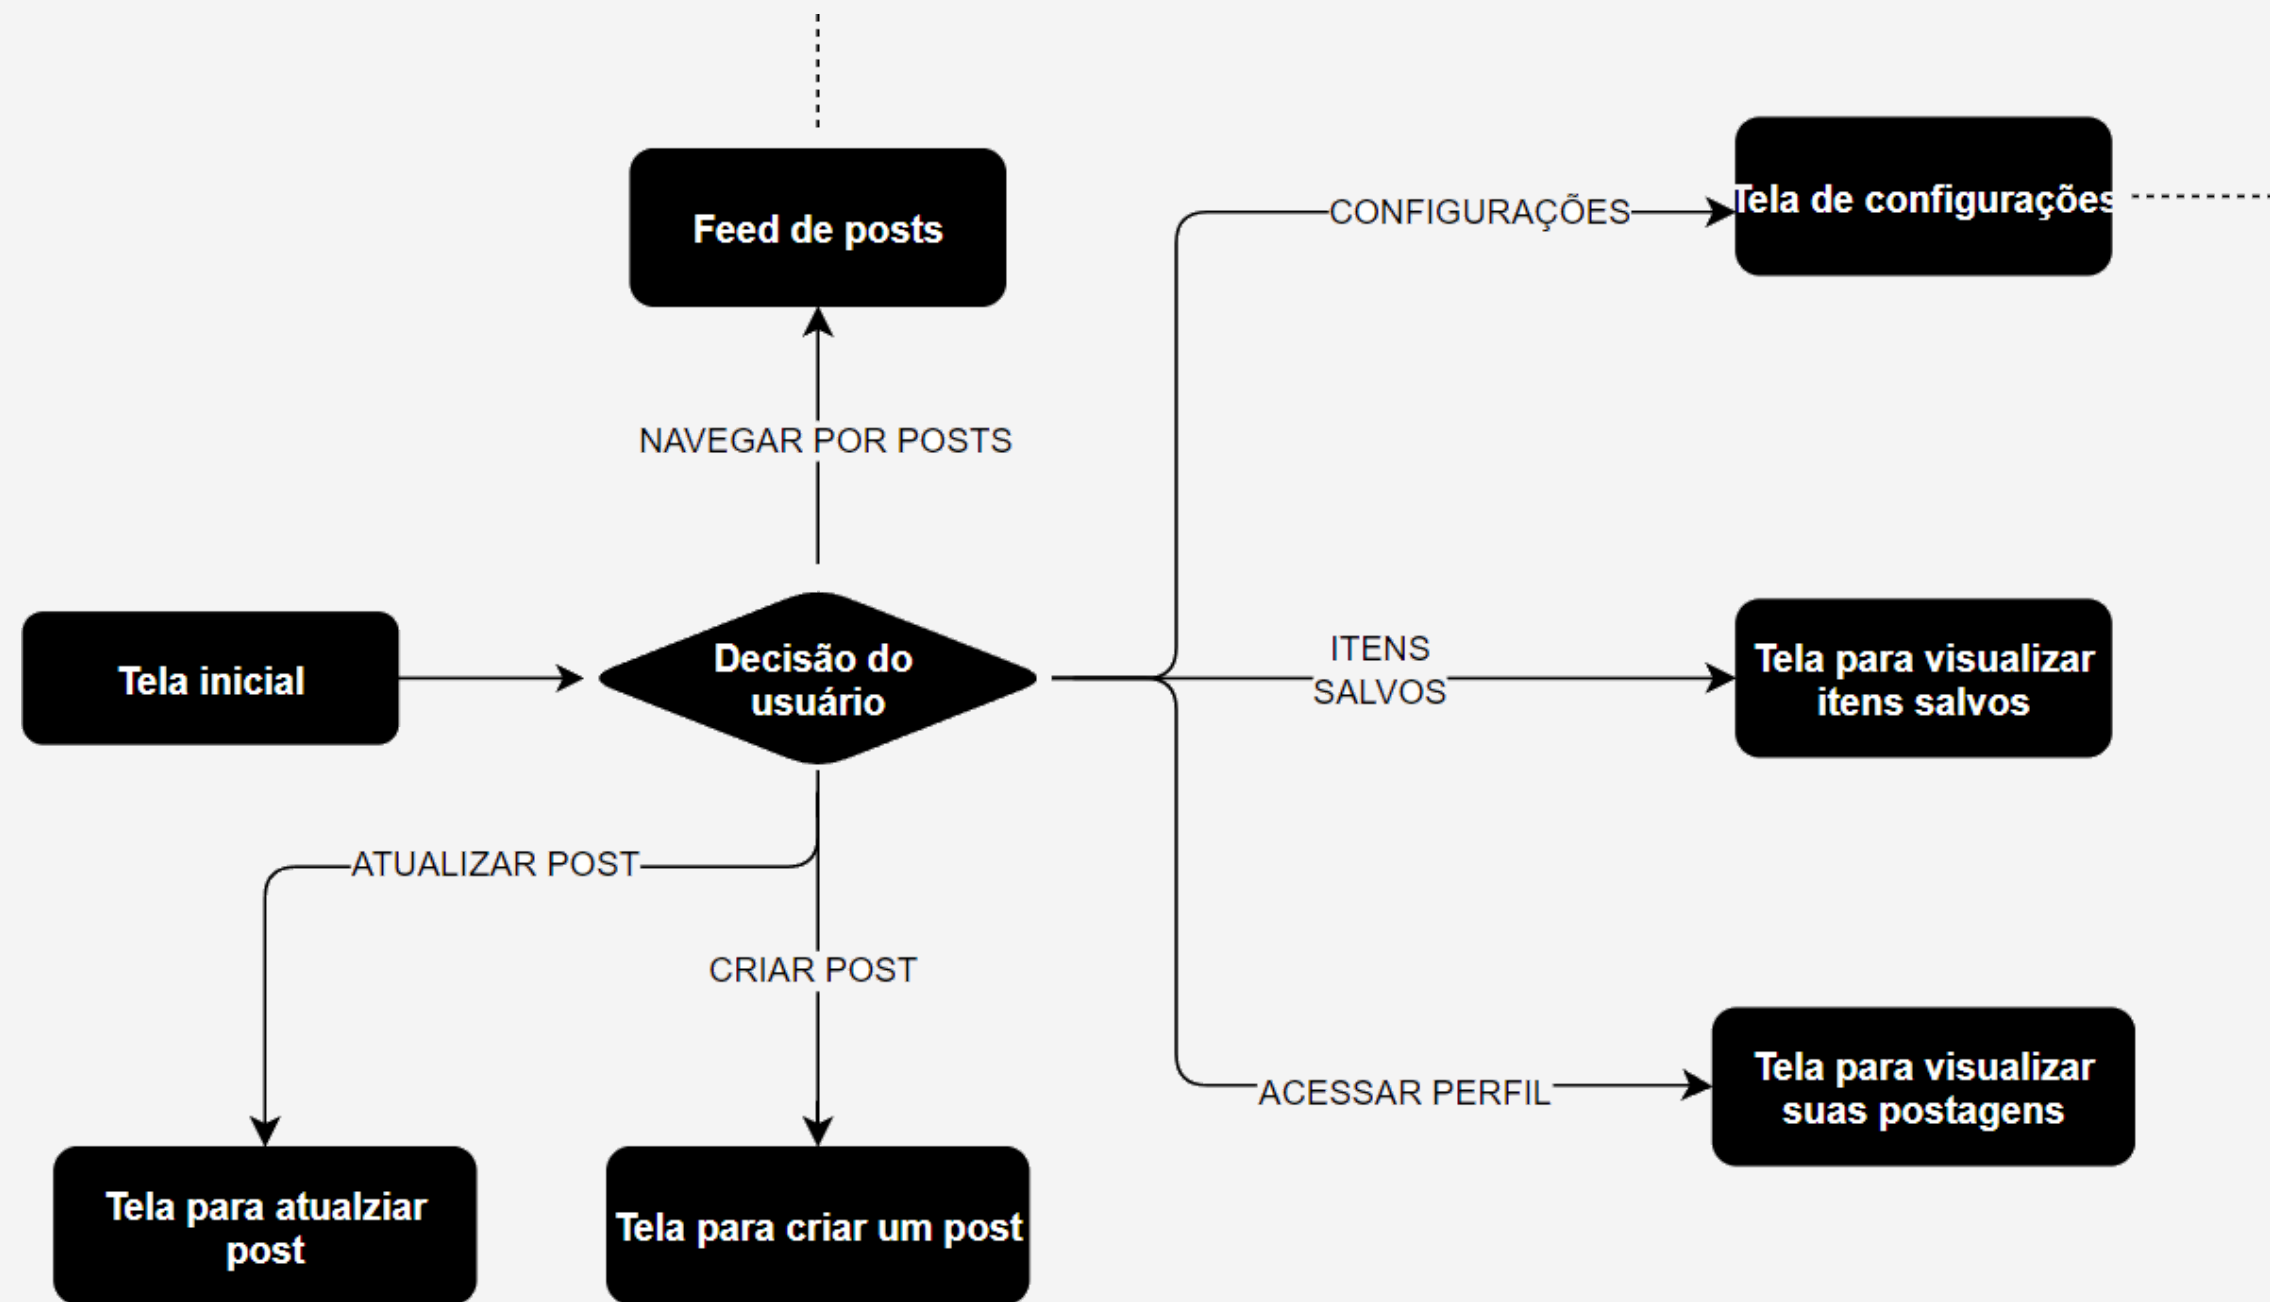 Feed de posts
Tela de configurações
CONFIGURAÇÕES
NAVEGAR POR POSTS
Tela inicial
Decisão do
usuário
ITENS
SALVOS
Tela para visualizar
itens salvos
ATUALIZAR POST
CRIAR POST
ACESSAR PERFIL
Tela para visualizar
suas postagens
Tela para atualziar
post
Tela para criar um post